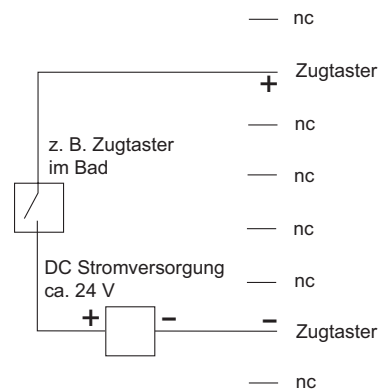 nc
Zugtaster
+
nc
z. B. Zugtaster
im Bad
nc
nc
DC Stromversorgung
ca. 24 V
nc
+ − −
Zugtaster
nc